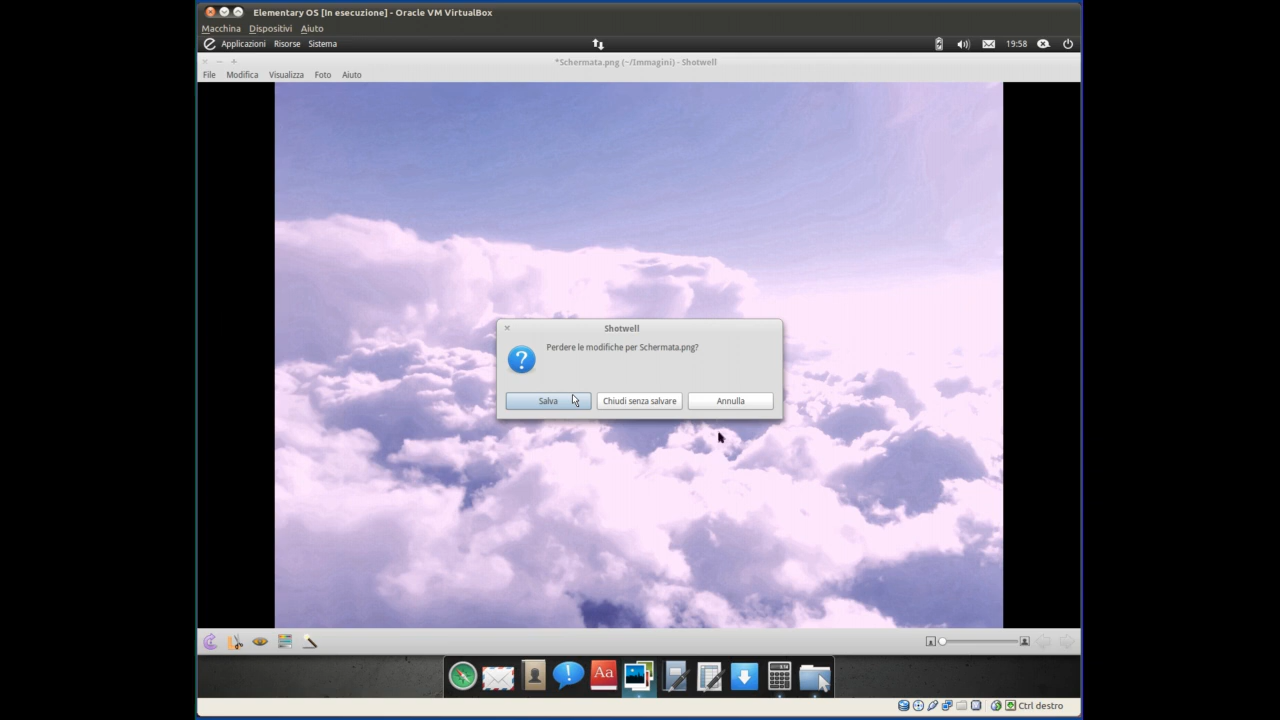 Elementary OS [In esecuzione] - Oracle VM VirtualBox
Macchina Dispositivi Aiuto
Applicazioni Risorse Sistema 19:58
*Schermata.png (~/Immagini) - Shotwell
File Modifica Visualizza Foto Aiuto
Shotwell
Perdere le modifiche per Schermata.png?
Salva Chiudi senza salvare Annulla
Aa
Ctrl destro